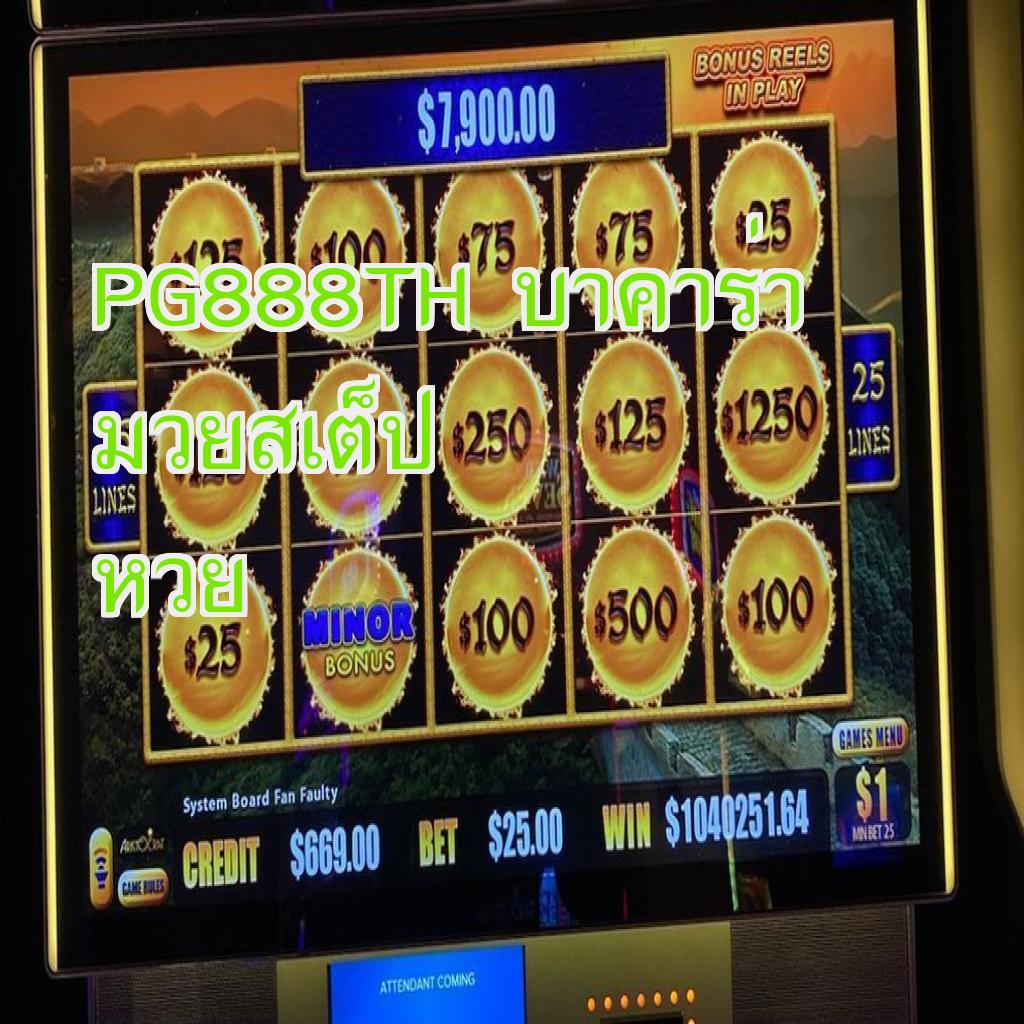 BONUS REELS
IN PLAY
$7,900.00
$125 $100 $75 $75 $25
PG888TH บาคาร่า
มวยสเต็ป
หวย
$250 $125 $1250
25
LINES
LINES
$25 MINOR
BONUS $100 $500 $100
GAMES MENU
System Board Fan Faulty
ARISTOCRAT
GAME RULES
CREDIT $669.00 BET $25.00 WIN $1040251.64
$1
MIN BET 25
ATTENDANT COMING